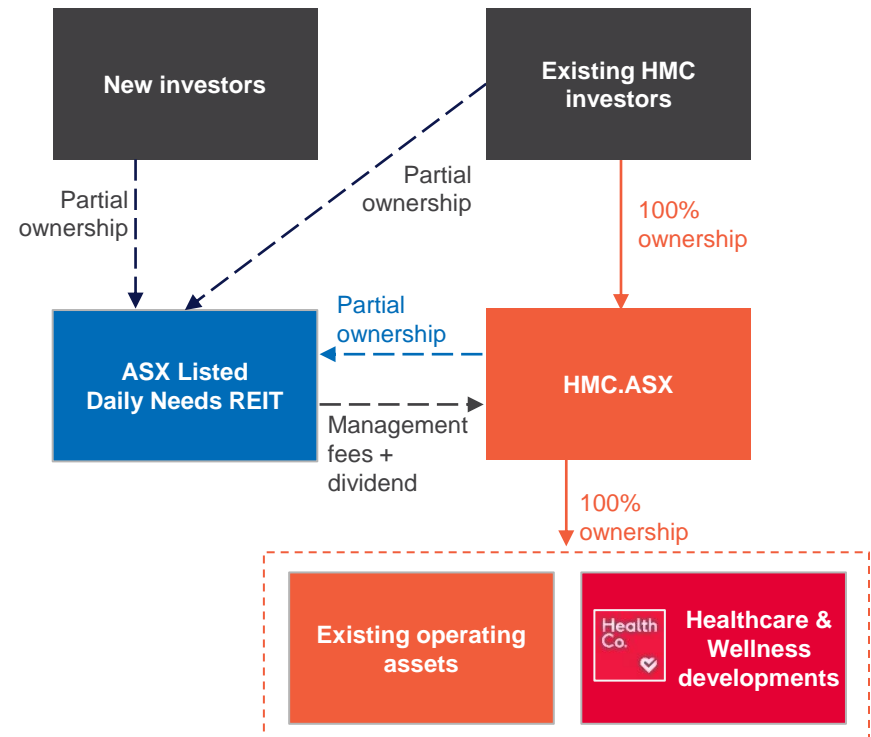 New investors
Existing HMC
investors
Partial
ownership
Partial
ownership
100%
ownership
Partial
ownership
ASX Listed
Daily Needs REIT
HMC.ASX
Management
fees +
dividend
100%
ownership
Existing operating
assets
Health
Co.
Healthcare &
Wellness
developments